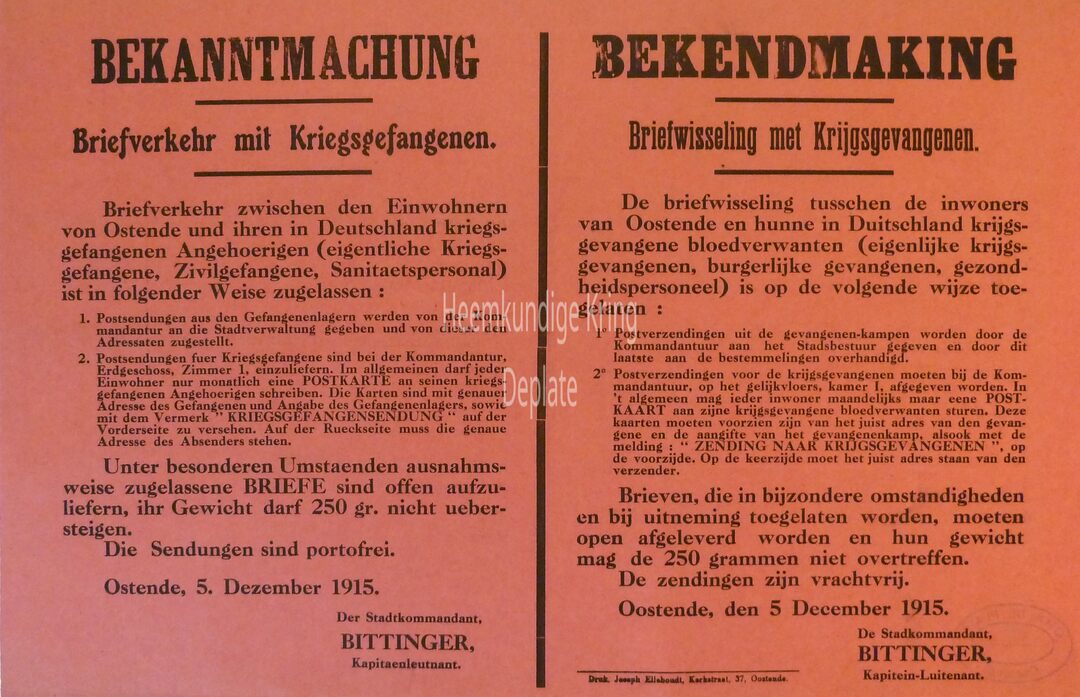 BEKANNTMACHUNG
Briefverkehr mit Kriegsgefangenen.
Briefverkehr zwischen den Einwohnern
von Ostende und ihren in Deutschland kriegs-
gefangenen Angehoerigen (eigentliche Kriegs-
gefangene, Zivilgefangene, Sanitaetspersonal)
ist in folgender Weise zugelassen :
1. Postsendungen aus den Gefangenenlagern werden von der Kom-
mandantur an die Stadtverwaltung gegeben und von dieser den
Adressaten zugestellt.
2. Postsendungen fuer Kriegsgefangene sind bei der Kommandantur,
Erdgeschoss, Zimmer 1, einzuliefern. Im allgemeinen darf jeder
Einwohner nur monatlich eine POSTKARTE an seinen kriegs-
gefangenen Angehoerigen schreiben. Die Karten sind mit genauer
Adresse des Gefangenen und Angabe des Gefangenenlagers, sowie
mit dem Vermerk " KRIEGSGEFANGENSENDUNG " auf der
Vorderseite zu versehen. Auf der Rueckseite muss die genaue
Adresse des Absenders stehen.
Unter besonderen Umstaenden ausnahms-
weise zugelassene BRIEFE sind offen aufzu-
liefern, ihr Gewicht darf 250 gr. nicht ueber-
steigen.
Die Sendungen sind portofrei.
Ostende, 5. Dezember 1915.
Der Stadtkommandant,
BITTINGER,
Kapitaenleutnant.
BEKENDMAKING
Briefwisseling met Krijgsgevangenen.
De briefwisseling tusschen de inwoners
van Oostende en hunne in Duitschland krijgs-
gevangene bloedverwanten (eigenlijke krijgs-
gevangenen, burgerlijke gevangenen, gezond-
heidspersoneel) is op de volgende wijze toe-
gelaten :
1° Postverzendingen uit de gevangenen-kampen worden door de
Kommandantuur aan het Stadsbestuur gegeven en door dit
laatste aan de bestemmelingen overhandigd.
2° Postverzendingen voor de krijgsgevangenen moeten bij de Kom-
mandantuur, op het gelijkvloers, kamer I, afgegeven worden. In
't algemeen mag ieder inwoner maandelijks maar eene POST-
KAART aan zijne krijgsgevangene bloedverwanten sturen. Deze
kaarten moeten voorzien zijn van het juist adres van den gevan-
gene en de aangifte van het gevangenenkamp, alsook met de
melding : " ZENDING NAAR KRIJGSGEVANGENEN ", op
de voorzijde. Op de keerzijde moet het juist adres staan van den
verzender.
Brieven, die in bijzondere omstandigheden
en bij uitneming toegelaten worden, moeten
open afgeleverd worden en hun gewicht
mag de 250 grammen niet overtreffen.
De zendingen zijn vrachtvrij.
Oostende, den 5 December 1915.
De Stadkommandant,
BITTINGER,
Kapitein-Luitenant.
Druk. Joseph Elleboudt, Kerkstraat, 37, Oostende.
Heemkundige Kring
Deplate